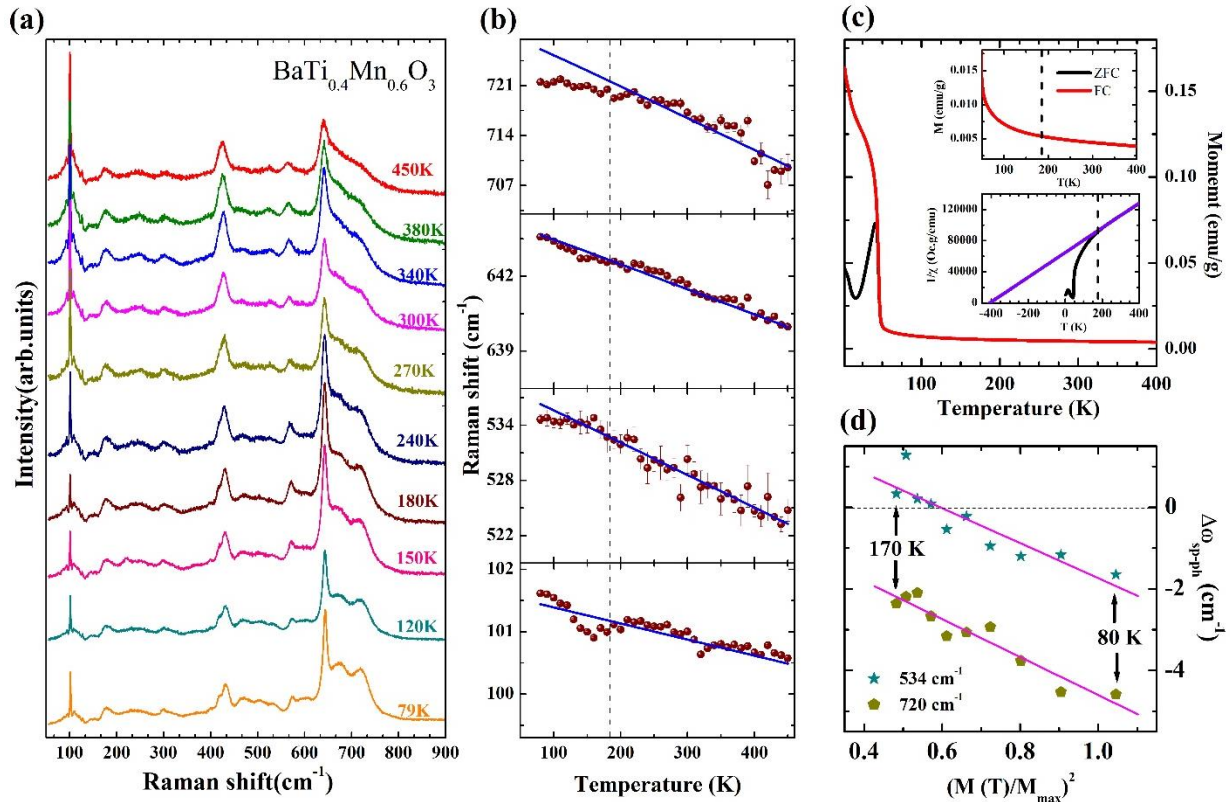 (a)
BaTi0.4Mn0.6O3
450K
380K
340K
300K
270K
240K
180K
150K
120K
79K
Intensity(arb.units)
100 200 300 400 500 600 700 800 900
Raman shift(cm-1)
(b)
721
714
707
642
639
534
528
522
102
101
100
Raman shift (cm-1)
100 200 300 400
Temperature (K)
(c)
ZFC
FC
0.015
0.010
0.005
M (emu/g)
100 200 300 400
T(K)
120000
80000
40000
0
1/χ (Oe.g/emu)
-400 -200 0 200 400
T (K)
0.15
0.10
0.05
0.00
Moment (emu/g)
100 200 300 400
Temperature (K)
(d)
170 K
80 K
534 cm-1
720 cm-1
0
-2
-4
Δωsp-ph (cm-1)
0.4 0.6 0.8 1.0
(M (T)/Mmax)2